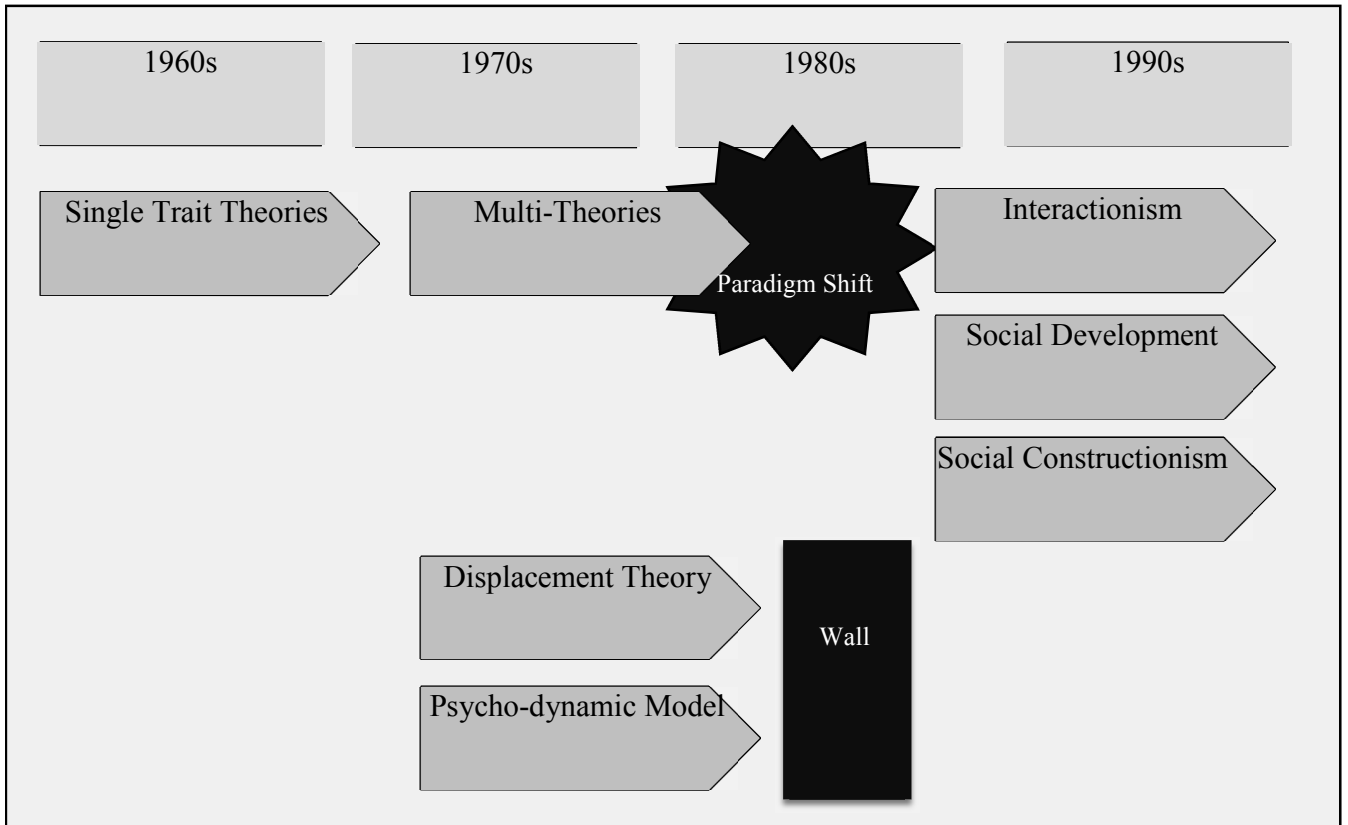 1960s
1970s
1980s
1990s
Single Trait Theories
Multi-Theories
Paradigm Shift
Interactionism
Social Development
Social Constructionism
Displacement Theory
Psycho-dynamic Model
Wall